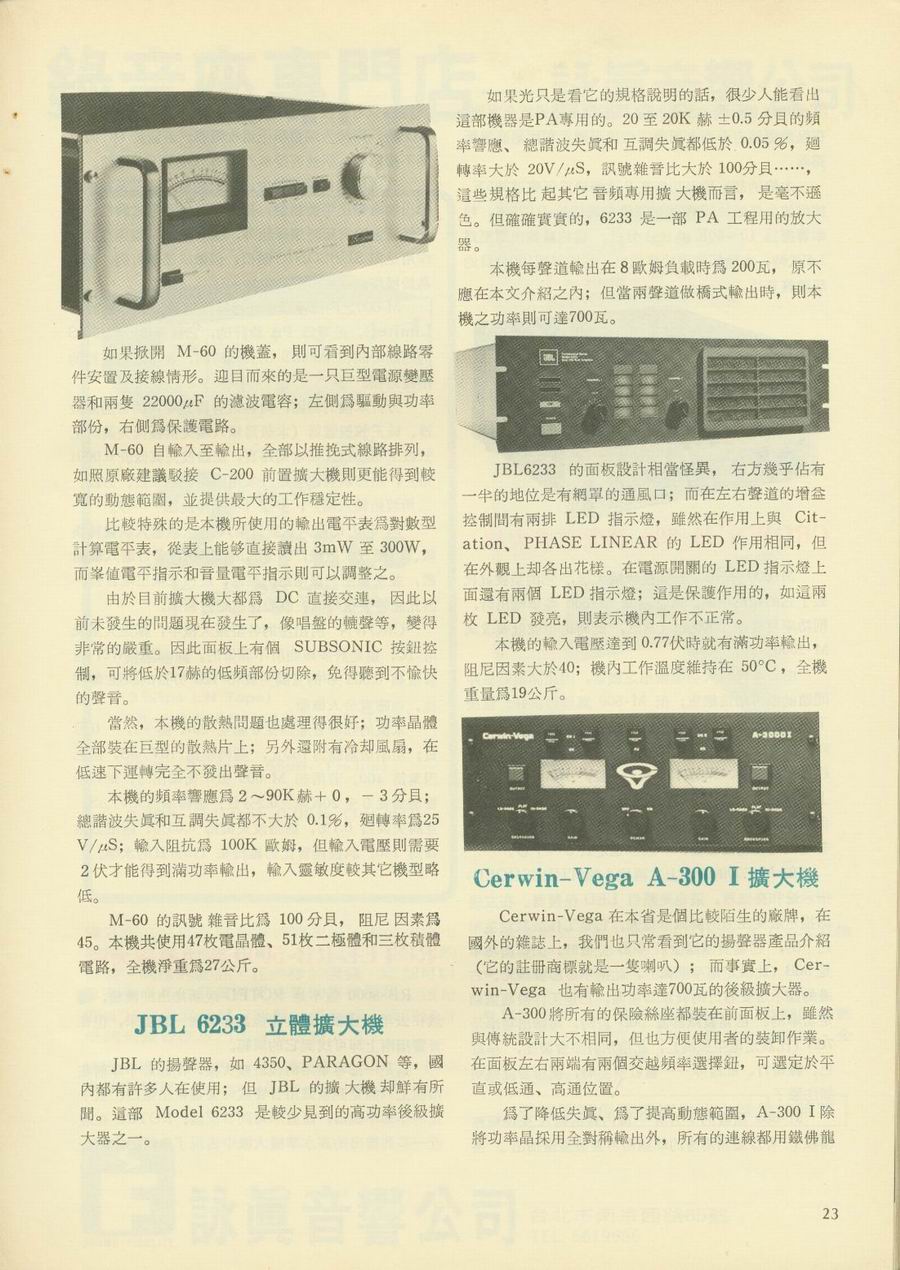 如果掀開 M-60 的機蓋，則可看到內部線路零
件安置及接線情形。迎目而來的是一只巨型電源變壓
器和兩隻 22000μF 的濾波電容；左側爲驅動與功率
部份，右側爲保護電路。
M-60 自輸入至輸出，全部以推挽式線路排列，
如照原廠建議駁接 C-200 前置擴大機則更能得到較
寬的動態範圍，並提供最大的工作穩定性。
比較特殊的是本機所使用的輸出電平表爲對數型
計算電平表，從表上能够直接讀出 3mW 至 300W，
而峯値電平指示和音量電平指示則可以調整之。
由於目前擴大機大都爲 DC 直接交連，因此以
前未發生的問題現在發生了，像唱盤的轆聲等，變得
非常的嚴重。因此面板上有個 SUBSONIC 按鈕控
制，可將低於17赫的低頻部份切除，免得聽到不愉快
的聲音。
當然，本機的散熱問題也處理得很好；功率晶體
全部裝在巨型的散熱片上；另外還附有冷却風扇，在
低速下運轉完全不發出聲音。
本機的頻率響應爲 2～90K赫＋0，－3分貝；
總諧波失眞和互調失眞都不大於 0.1%，廻轉率爲25
V/μS；輸入阻抗爲 100K 歐姆，但輸入電壓則需要
2伏才能得到滿功率輸出，輸入靈敏度較其它機型略
低。
M-60 的訊號雜音比爲 100分貝，阻尼因素爲
45。本機共使用47枚電晶體、51枚二極體和三枚積體
電路，全機淨重爲27公斤。
JBL 6233 立體擴大機
JBL 的揚聲器，如 4350、PARAGON 等，國
內都有許多人在使用；但 JBL 的擴大機却鮮有所
聞。這部 Model 6233 是較少見到的高功率後級擴
大器之一。
如果光只是看它的規格說明的話，很少人能看出
這部機器是PA專用的。20 至 20K 赫 ±0.5 分貝的頻
率響應、總諧波失眞和互調失眞都低於 0.05%，廻
轉率大於 20V/μS，訊號雜音比大於 100分貝……，
這些規格比起其它音頻專用擴大機而言，是毫不遜
色。但確確實實的，6233 是一部 PA 工程用的放大
器。
本機每聲道輸出在8歐姆負載時爲 200瓦，原不
應在本文介紹之內；但當兩聲道做橋式輸出時，則本
機之功率則可達700瓦。
JBL
JBL6233 的面板設計相當怪異，右方幾乎佔有
一半的地位是有網罩的通風口；而在左右聲道的增益
控制間有兩排 LED 指示燈，雖然在作用上與 Cit-
ation、PHASE LINEAR 的 LED 作用相同，但
在外觀上却各出花樣。在電源開關的 LED 指示燈上
面還有兩個 LED 指示燈；這是保護作用的，如這兩
枚 LED 發亮，則表示機內工作不正常。
本機的輸入電壓達到 0.77伏時就有滿功率輸出，
阻尼因素大於40；機內工作溫度維持在 50°C，全機
重量爲19公斤。
Cerwin-Vega
A-3000 I
Cerwin-Vega A-300 I 擴大機
Cerwin-Vega 在本省是個比較陌生的廠牌，在
國外的雜誌上，我們也只常看到它的揚聲器產品介紹
（它的註冊商標就是一隻喇叭）；而事實上，Cer-
win-Vega 也有輸出功率達700瓦的後級擴大器。
A-300將所有的保險絲座都裝在前面板上，雖然
與傳統設計大不相同，但也方便使用者的裝卸作業。
在面板左右兩端有兩個交越頻率選擇鈕，可選定於平
直或低通、高通位置。
爲了降低失眞、爲了提高動態範圍，A-300 I 除
將功率晶採用全對稱輸出外，所有的連線都用鐵佛龍
23